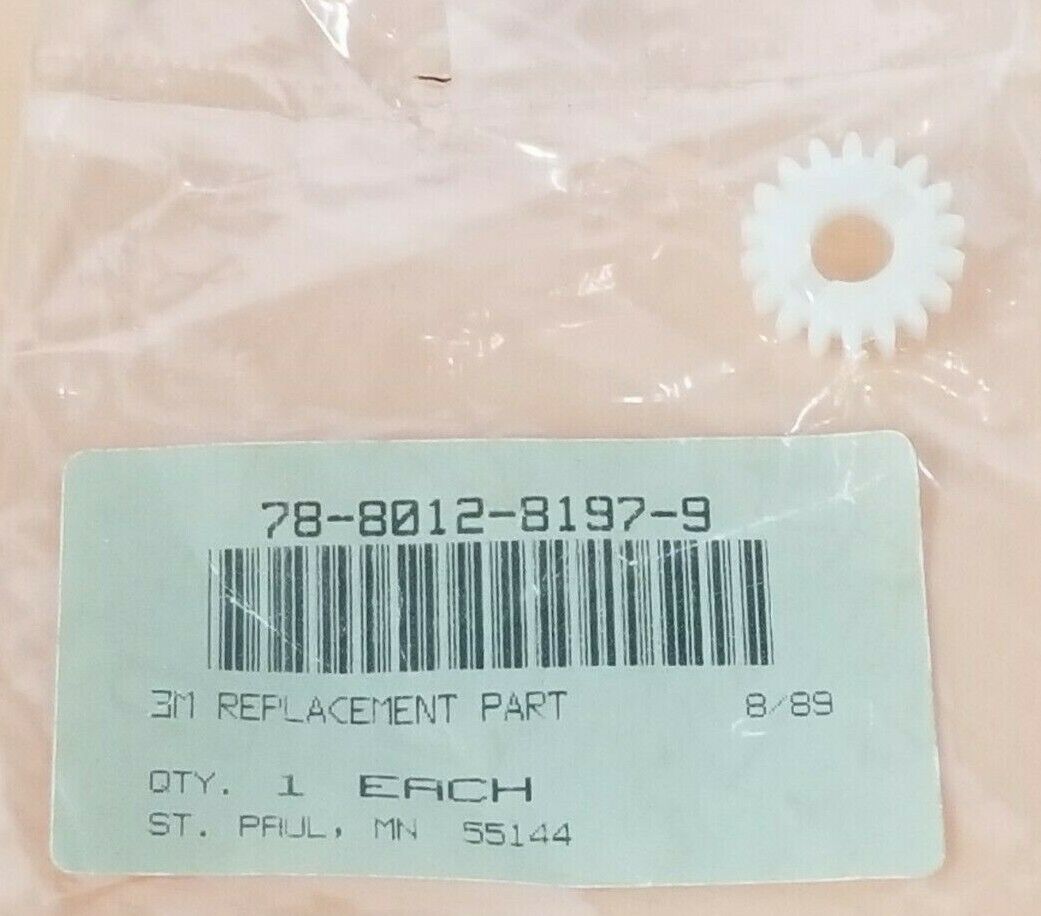 78-8012-8197-9
3M REPLACEMENT PART 8/89
QTY. 1 EACH
ST. PAUL, MN 55144